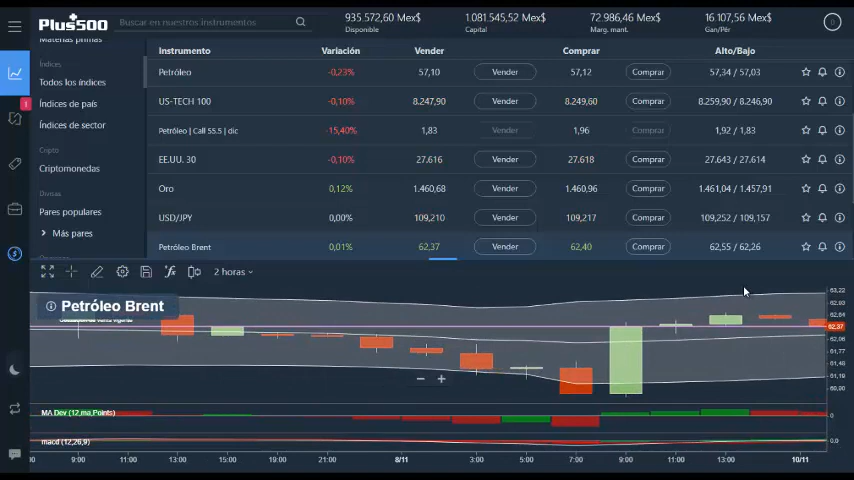 Plus500
Buscar en nuestros instrumentos
935.572,60 Mex$
Disponible
1.081.545,52 Mex$
Capital
72.986,46 Mex$
Marg. mant.
16.107,56 Mex$
Gan/Pér
Materias primas
Índices
Todos los índices
Índices de país
Índices de sector
Cripto
Criptomonedas
Divisas
Pares populares
Más pares
Instrumento Variación Vender Comprar Alto/Bajo
Petróleo -0,23% 57,10 Vender 57,12 Comprar 57,34 / 57,03
US-TECH 100 -0,10% 8.247,90 Vender 8.249,60 Comprar 8.259,90 / 8.246,90
Petróleo | Call 55.5 | dic -15,40% 1,83 Vender 1,96 Comprar 1,92 / 1,83
EE.UU. 30 -0,10% 27.616 Vender 27.618 Comprar 27.643 / 27.614
Oro 0,12% 1.460,68 Vender 1.460,96 Comprar 1.461,04 / 1.457,91
USD/JPY 0,00% 109,210 Vender 109,217 Comprar 109,252 / 109,157
Petróleo Brent 0,01% 62,37 Vender 62,40 Comprar 62,55 / 62,26
2 horas
Petróleo Brent
63,22
62,93
62,64
62,37
62,06
61,77
61,48
61,19
MA Dev (12,ma,Points)
0
macd (12,26,9)
0,0
9:00 11:00 13:00 15:00 17:00 19:00 21:00 8/11 3:00 5:00 7:00 9:00 11:00 13:00 10/11